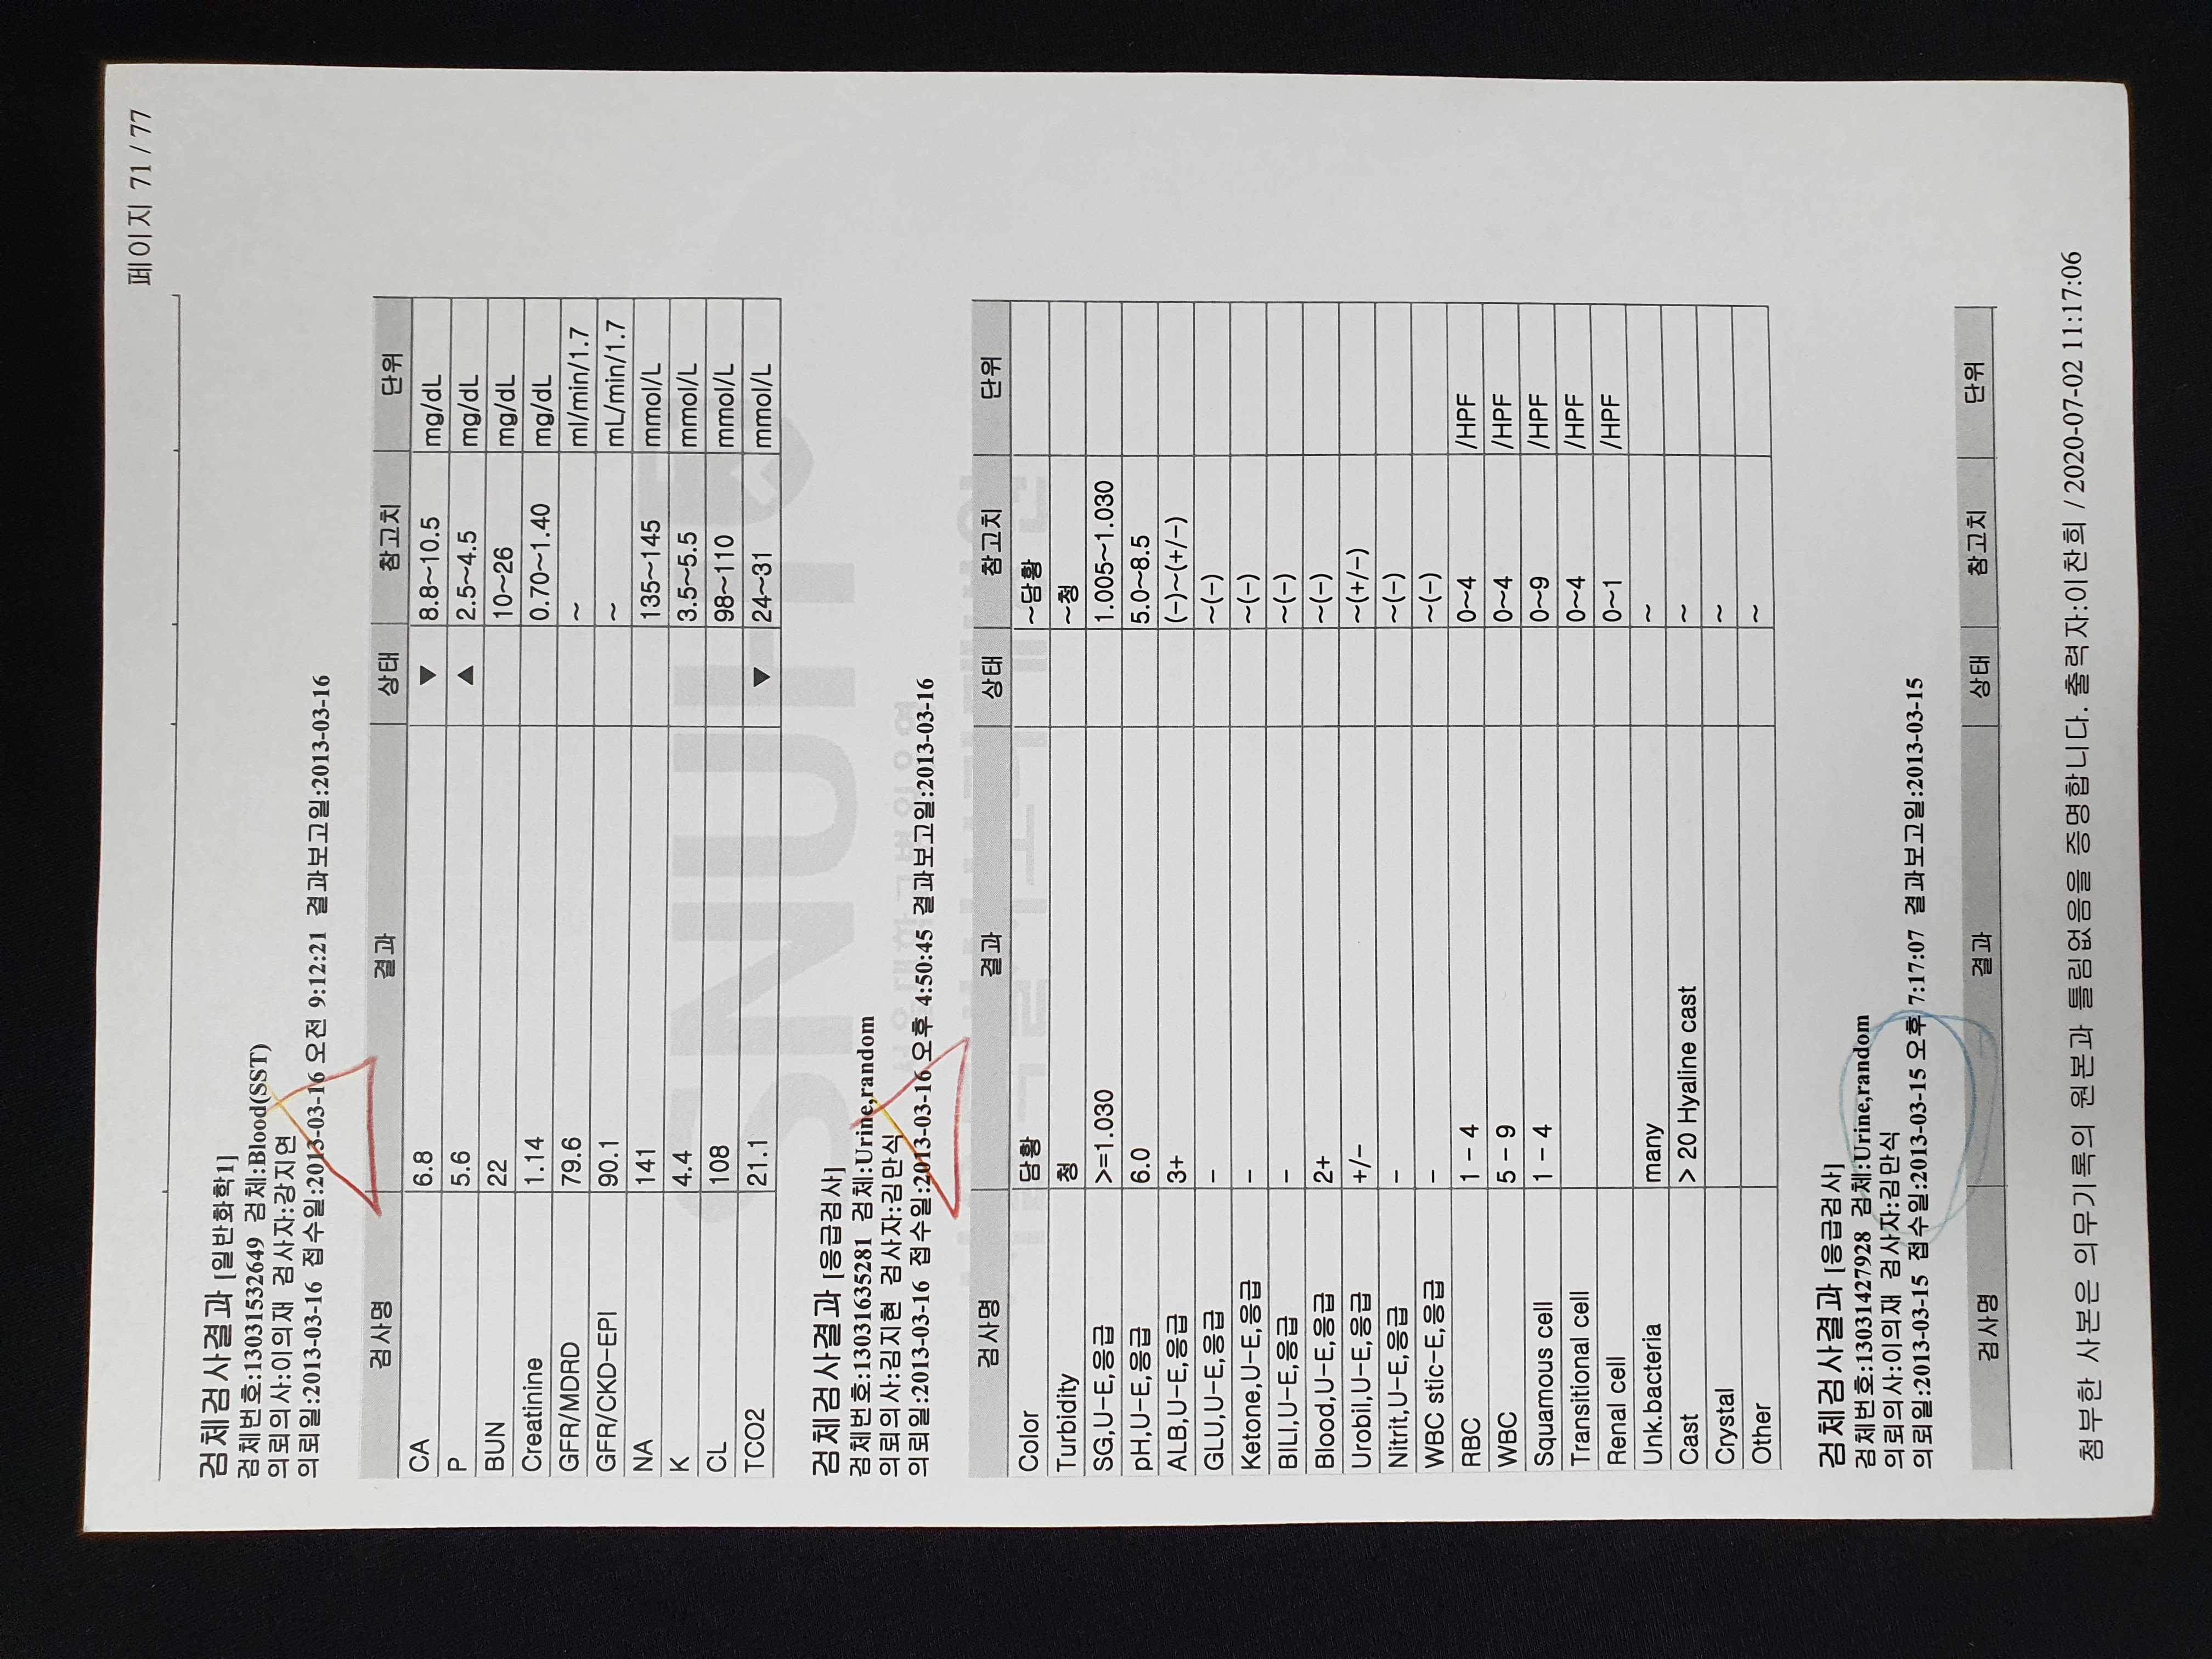 페이지 71 / 77
검체검사결과 [일반화학1]
검체번호:13031532649 검체:Blood(SST)
의뢰의사:이의재 검사자:강지연
의뢰일:2013-03-16 접수일:2013-03-16 오전 9:12:21 결과보고일:2013-03-16
검사명 결과 상태 참고치 단위
CA 6.8 ▼ 8.8~10.5 mg/dL
P 5.6 ▲ 2.5~4.5 mg/dL
BUN 22 10~26 mg/dL
Creatinine 1.14 0.70~1.40 mg/dL
GFR/MDRD 79.6 ~ ml/min/1.7
GFR/CKD-EPI 90.1 ~ mL/min/1.7
NA 141 135~145 mmol/L
K 4.4 3.5~5.5 mmol/L
CL 108 98~110 mmol/L
TCO2 21.1 ▼ 24~31 mmol/L
SNUH
검체검사결과 [응급검사]
검체번호:13031635281 검체:Urine,random
의뢰의사:김지현 검사자:김만식
의뢰일:2013-03-16 접수일:2013-03-16 오후 4:50:45 결과보고일:2013-03-16
검사명 결과 상태 참고치 단위
Color 담황 ~담황
Turbidity 청 ~청
SG,U-E,응급 >=1.030 1.005~1.030
pH,U-E,응급 6.0 5.0~8.5
ALB,U-E,응급 3+ (-)~(+/-)
GLU,U-E,응급 - ~(-)
Ketone,U-E,응급 - ~(-)
BILI,U-E,응급 - ~(-)
Blood,U-E,응급 2+ ~(-)
Urobil,U-E,응급 +/- ~(+/-)
Nitrit,U-E,응급 - ~(-)
WBC stic-E,응급 - ~(-)
RBC 1 - 4 0~4 /HPF
WBC 5 - 9 0~4 /HPF
Squamous cell 1 - 4 0~9 /HPF
Transitional cell 0~4 /HPF
Renal cell 0~1 /HPF
Unk.bacteria many ~
Cast > 20 Hyaline cast ~
Crystal ~
Other ~
검체검사결과 [응급검사]
검체번호:13031427928 검체:Urine,random
의뢰의사:이의재 검사자:김만식
의뢰일:2013-03-15 접수일:2013-03-15 오후 7:17:07 결과보고일:2013-03-15
검사명 결과 상태 참고치 단위
첨부한 사본은 의무기록의 원본과 틀림없음을 증명합니다. 출력자:이찬희 / 2020-07-02 11:17:06